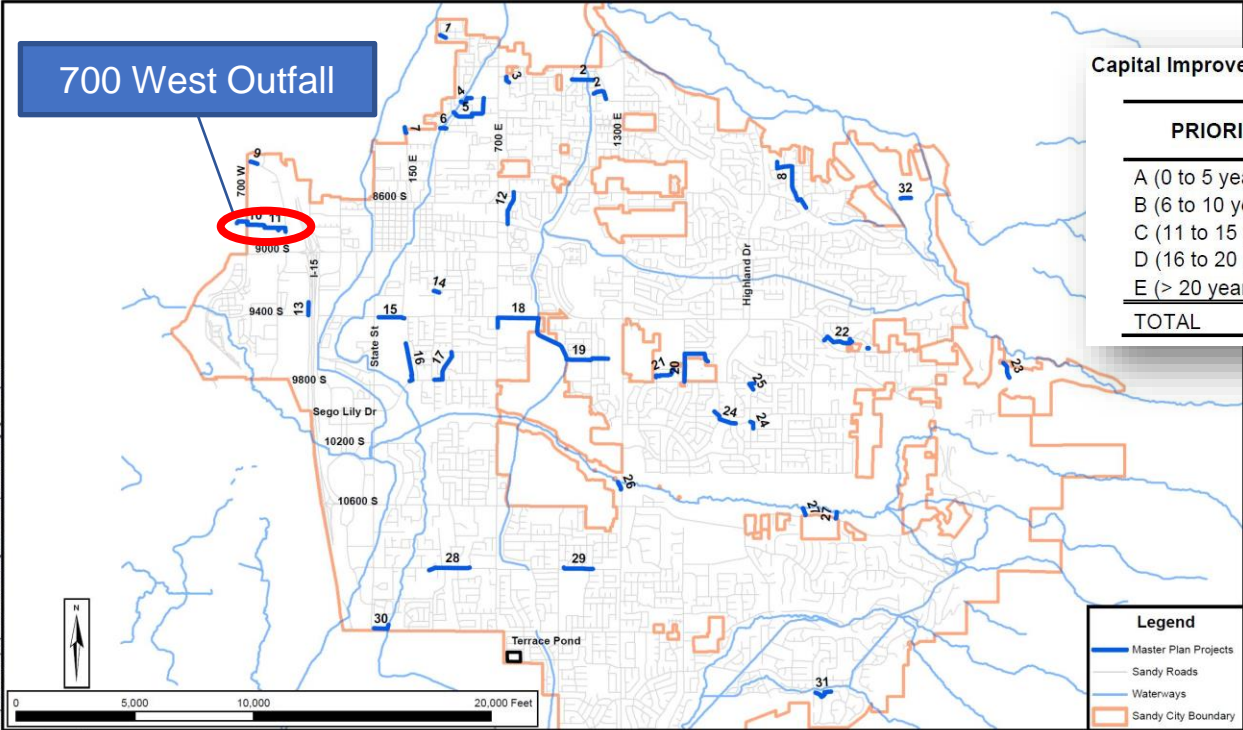 700 West Outfall
Capital Improve
PRIORI
A (0 to 5 yea
B (6 to 10 ye
C (11 to 15
D (16 to 20
E (> 20 year
TOTAL
1
2
3
2
4
5
6
7
700 E
1300 E
150 E
9
700 W
8
32
8600 S
12
10 11
9000 S
I-15
Highland Dr
14
13
9400 S
15
18
22
State St
16
17
19
21
20
23
9800 S
25
Sego Lily Dr
24
24
10200 S
26
10600 S
27
27
28
29
30
Terrace Pond
31
N
0
5,000
10,000
20,000 Feet
Legend
Master Plan Projects
Sandy Roads
Waterways
Sandy City Boundary